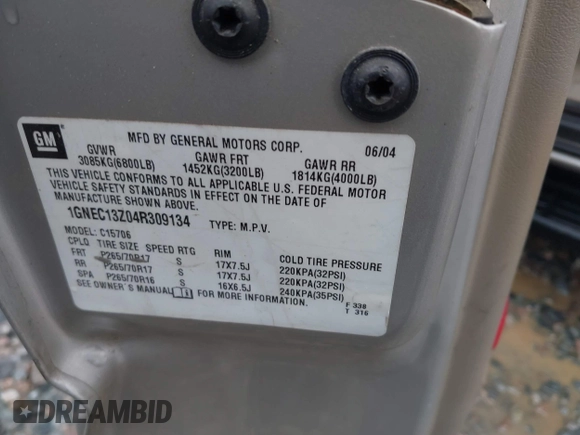 GM
MFD BY GENERAL MOTORS CORP. 06/04
GVWR GAWR FRT GAWR RR
3085KG(6800LB) 1452KG(3200LB) 1814KG(4000LB)
THIS VEHICLE CONFORMS TO ALL APPLICABLE U.S. FEDERAL MOTOR
VEHICLE SAFETY STANDARDS IN EFFECT ON THE DATE OF
MANUFACTURE SHOWN ABOVE.
1GNEC13Z04R309134 TYPE: M.P.V.
MODEL: C15706
CPLQ TIRE SIZE SPEED RTG RIM COLD TIRE PRESSURE
FRT P265/70R17 S 17X7.5J 220KPA(32PSI)
RR P265/70R17 S 17X7.5J 220KPA(32PSI)
SPA P265/70R16 S 16X6.5J 240KPA(35PSI)
SEE OWNER'S MANUAL FOR MORE INFORMATION.
F 338
T 316
DREAMBID